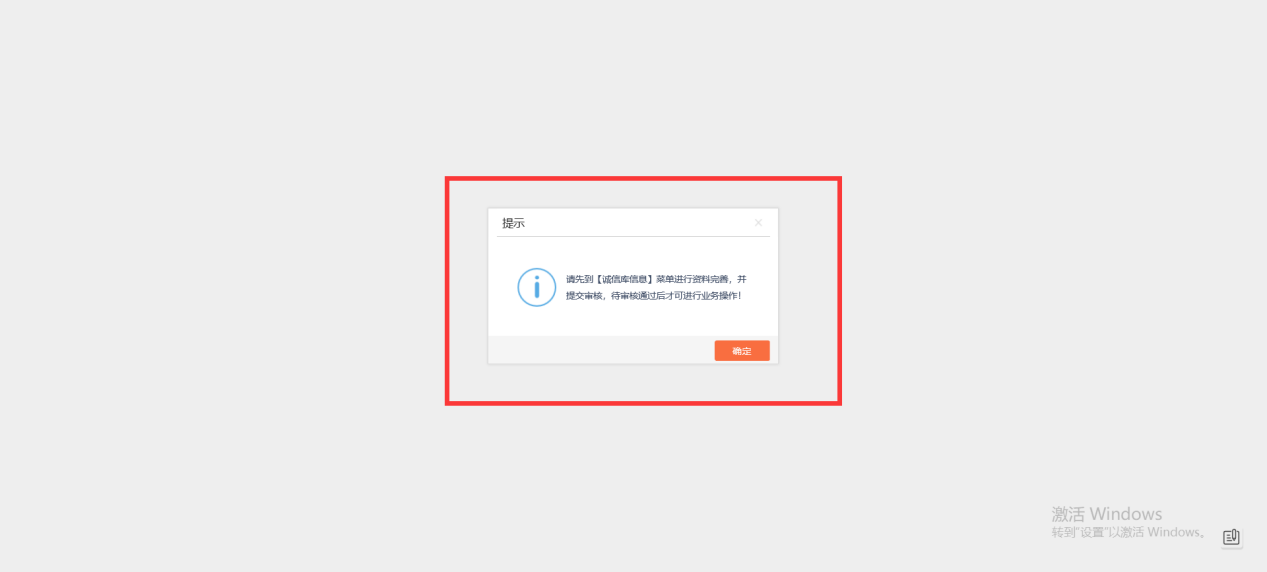 提示
请先到【诚信库信息】菜单进行资料完善，并
提交审核，待审核通过后才可进行业务操作！
确定
激活 Windows
转到"设置"以激活 Windows。